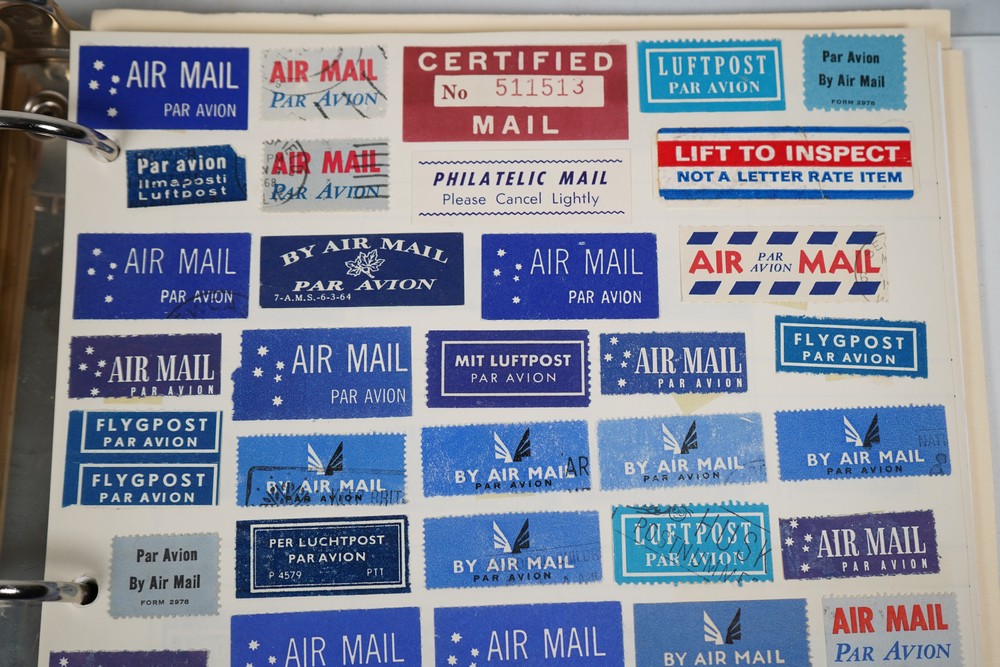 AIR MAIL
PAR AVION
AIR MAIL
PAR AVION
CERTIFIED
No 511513
MAIL
LUFTPOST
PAR AVION
Par Avion
By Air Mail
FORM 2978
Par avion
Ilmaposti
Luftpost
AIR MAIL
PAR AVION
PHILATELIC MAIL
Please Cancel Lightly
LIFT TO INSPECT
NOT A LETTER RATE ITEM
AIR MAIL
PAR AVION
BY AIR MAIL
PAR AVION
7-A.M.S.-6-3-64
AIR MAIL
PAR AVION
AIR PAR AVION MAIL
AIR MAIL
PAR AVION
AIR MAIL
PAR AVION
MIT LUFTPOST
PAR AVION
AIR MAIL
PAR AVION
FLYGPOST
PAR AVION
FLYGPOST
PAR AVION
FLYGPOST
PAR AVION
BY AIR MAIL
PAR AVION
BY AIR MAIL
PAR AVION
BY AIR MAIL
PAR AVION
BY AIR MAIL
PAR AVION
Par Avion
By Air Mail
FORM 2978
PER LUCHTPOST
PAR AVION
P 4579 PTT
BY AIR MAIL
PAR AVION
LUFTPOST
PAR AVION
AIR MAIL
PAR AVION
AIR MAIL
AIR MAIL
BY AIR MAIL
AIR MAIL
PAR AVION